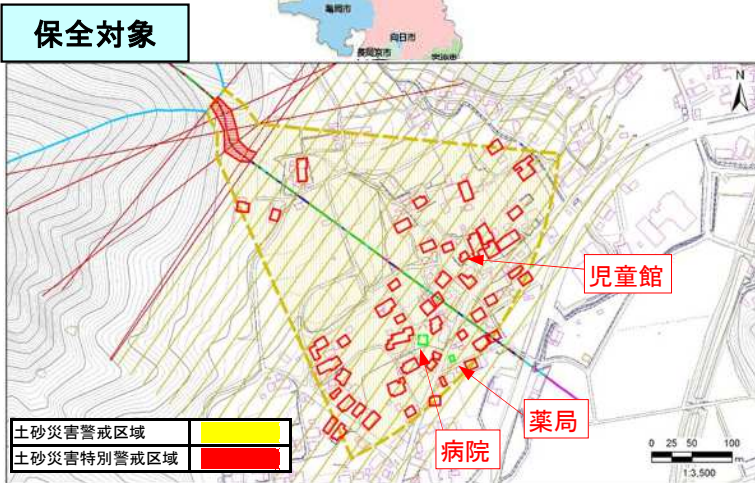 保全対象
亀岡市
向日市
長岡京市
N
児童館
薬局
病院
土砂災害警戒区域
土砂災害特別警戒区域
0 25 50 100
m
1:3,500